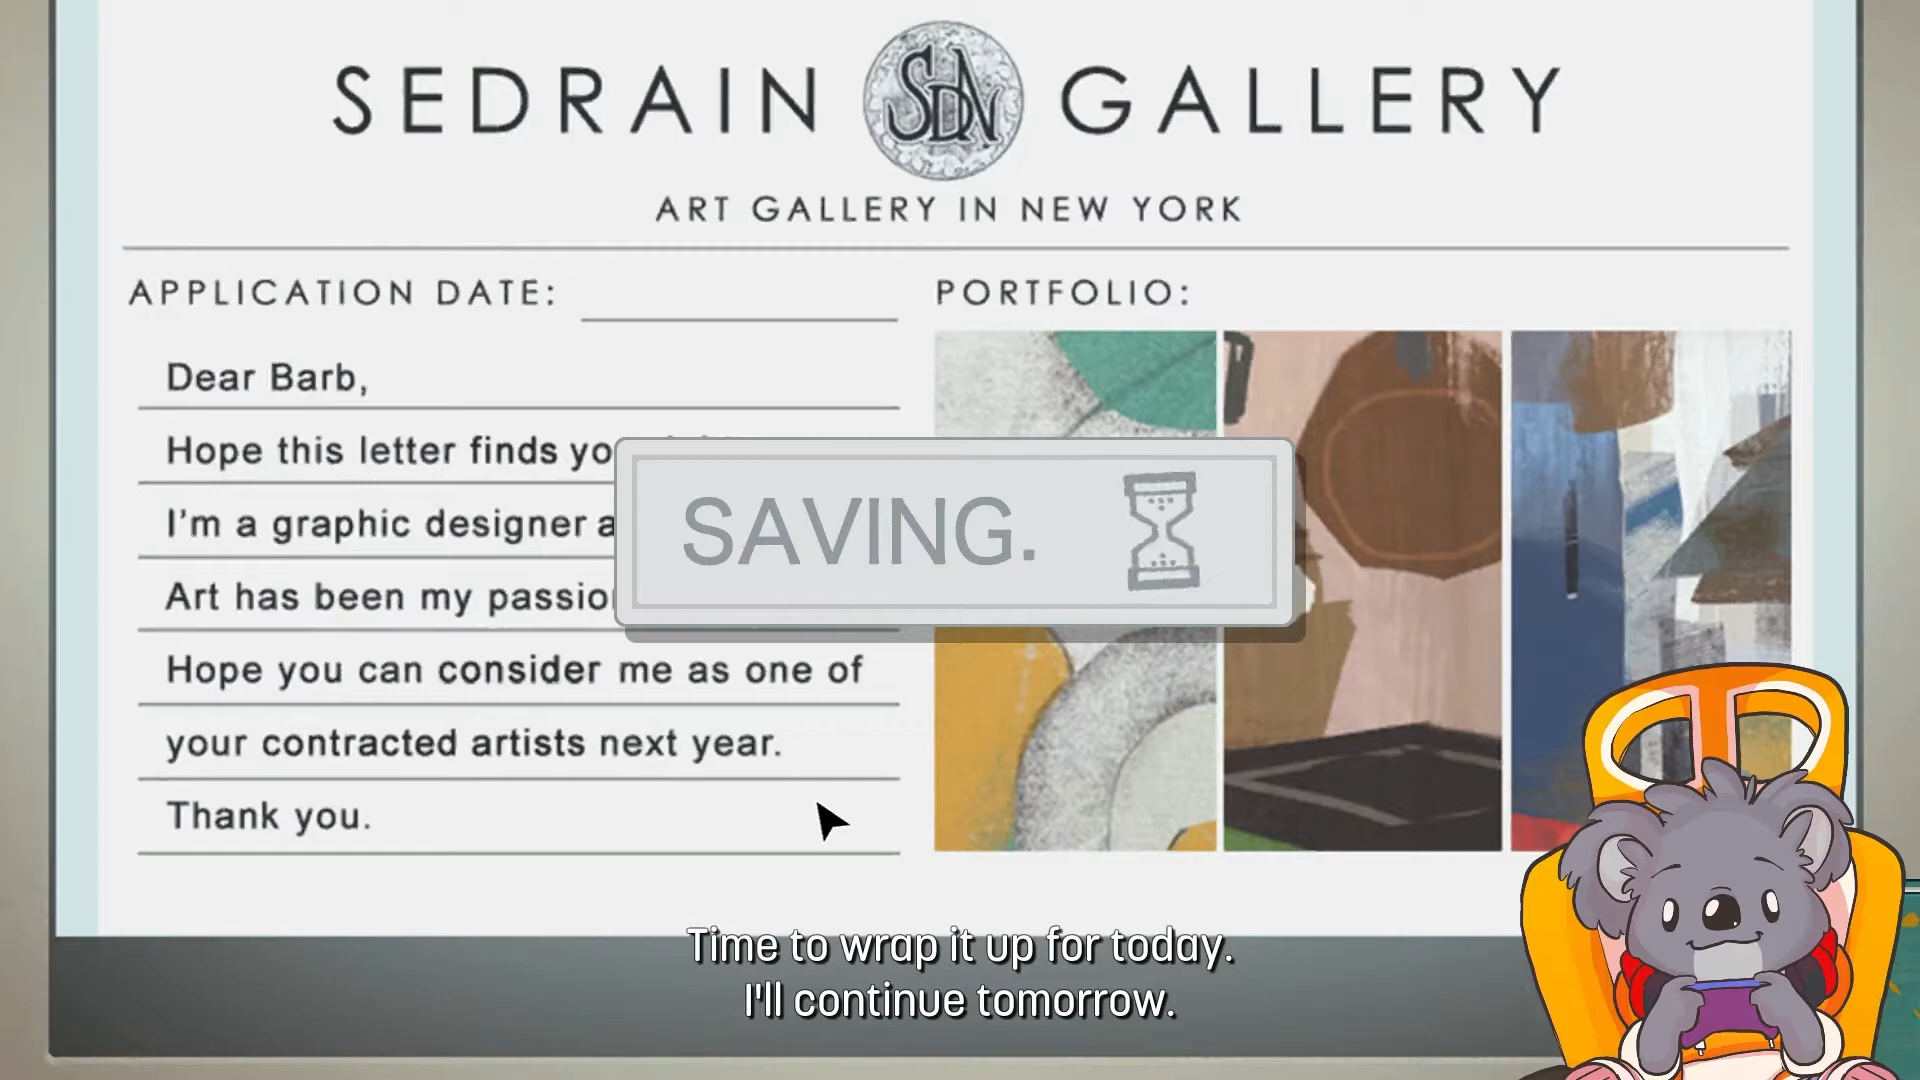 SEDRAIN SDN GALLERY
ART GALLERY IN NEW YORK
APPLICATION DATE:
PORTFOLIO:
Dear Barb,
Hope this letter finds
I'm a graphic designer
Art has been my
Hope you can consider me as one of
your contracted artists next year.
Thank you.
SAVING.
Time to wrap it up for today.
I'll continue tomorrow.